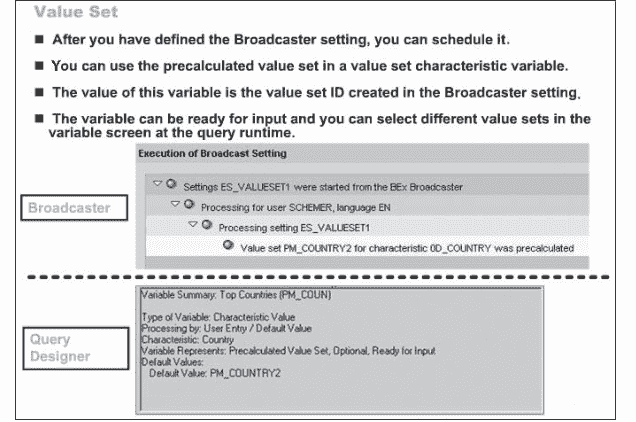 Value Set
■ After you have defined the Broadcaster setting, you can schedule it.
■ You can use the precalculated value set in a value set characteristic variable.
■ The value of this variable is the value set ID created in the Broadcaster setting.
■ The variable can be ready for input and you can select different value sets in the
variable screen at the query runtime.
Execution of Broadcast Setting
Settings ES_VALUESET1 were started from the BEx Broadcaster
Broadcaster
Processing for user SCHEMER, language EN
Processing setting ES_VALUESET1
Value set PM_COUNTRY2 for characteristic 0D_COUNTRY was precalculated
Variable Summary: Top Countries (PM_COUN)
Type of Variable: Characteristic Value
Processing by: User Entry / Default Value
Characteristic: Country
Variable Represents: Precalculated Value Set, Optional, Ready for Input
Default Values:
Default Value: PM_COUNTRY2
Query
Designer